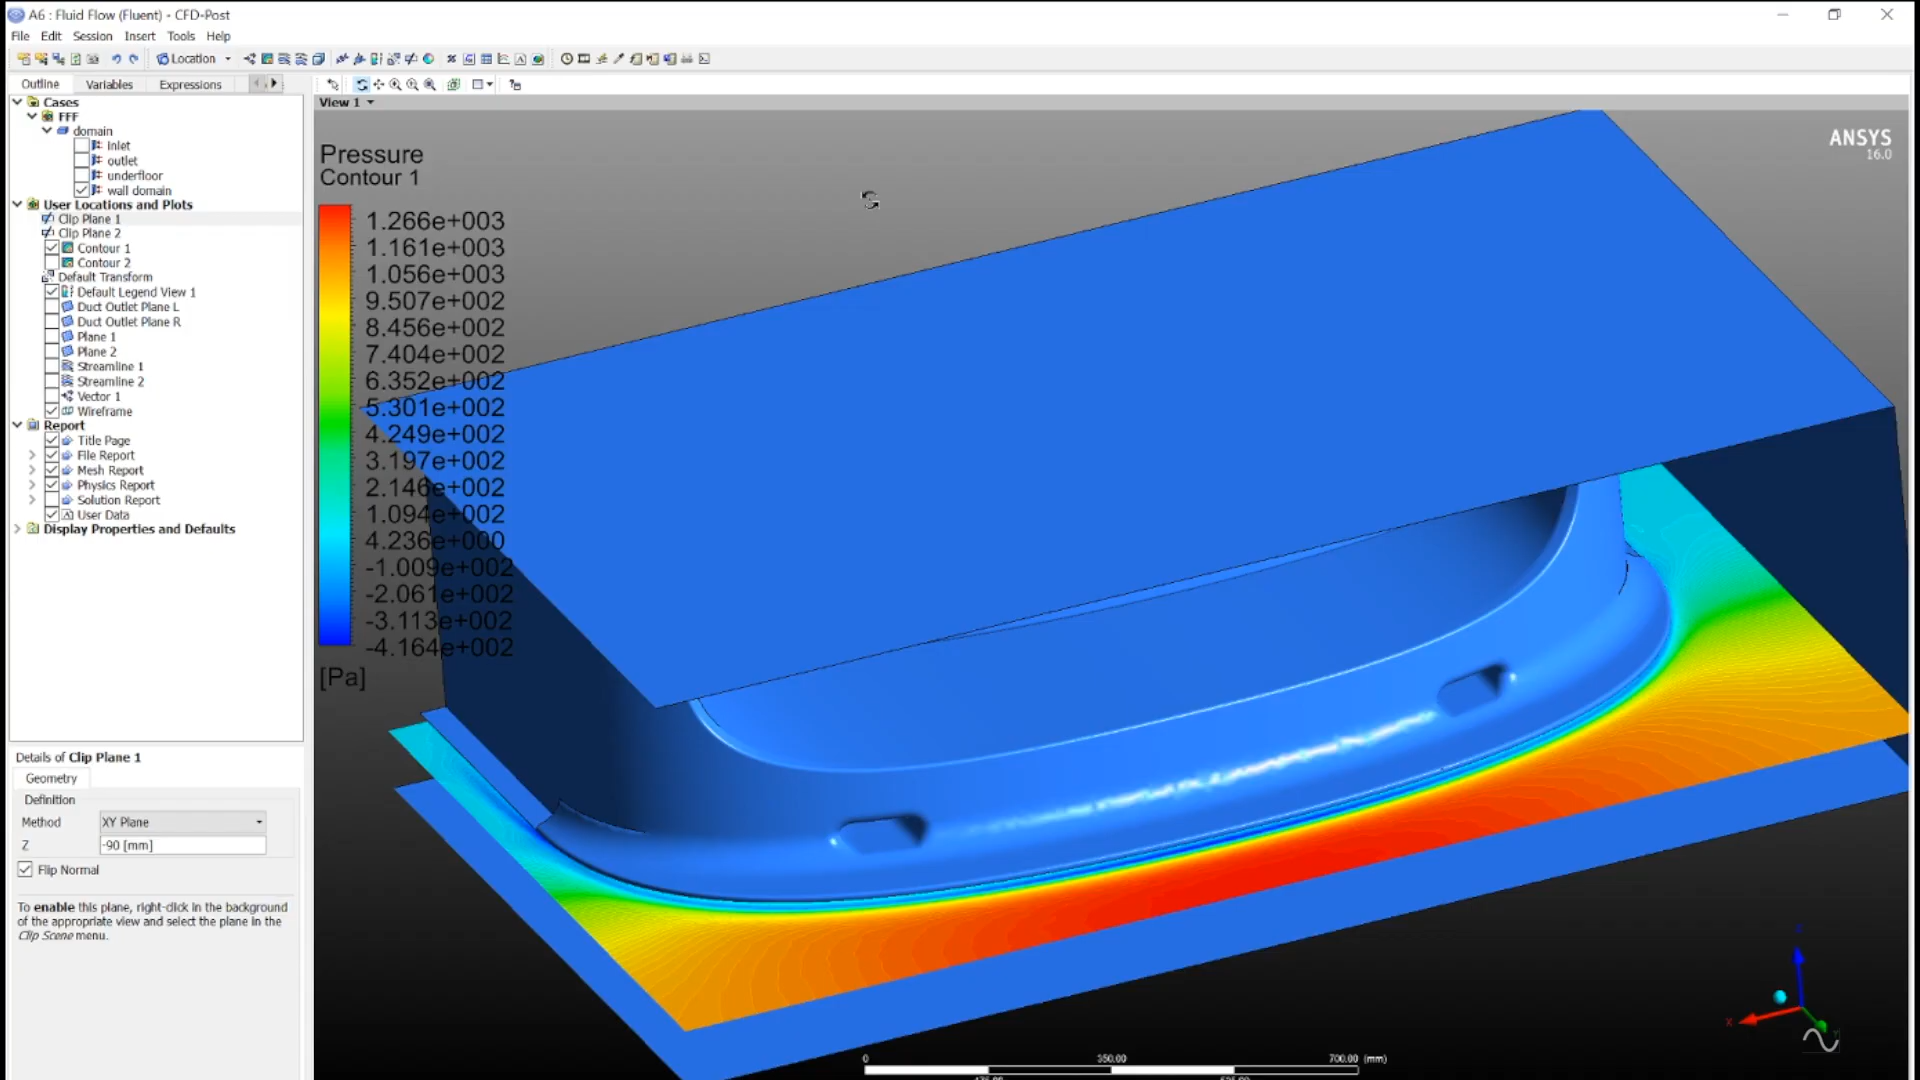 A6 : Fluid Flow (Fluent) - CFD-Post
File Edit Session Insert Tools Help
Location
Outline Variables Expressions
View 1
Cases
FFF
domain
inlet
outlet
underfloor
wall domain
User Locations and Plots
Clip Plane 1
Clip Plane 2
Contour 1
Contour 2
Default Transform
Default Legend View 1
Duct Outlet Plane L
Duct Outlet Plane R
Plane 1
Plane 2
Streamline 1
Streamline 2
Vector 1
Wireframe
Report
Title Page
File Report
Mesh Report
Physics Report
Solution Report
User Data
Display Properties and Defaults
Details of Clip Plane 1
Geometry
Definition
Method XY Plane
Z -90 [mm]
Flip Normal
To enable this plane, right-click in the background
of the appropriate view and select the plane in the
Clip Scene menu.
Pressure
Contour 1
1.266e+003
1.161e+003
1.056e+003
9.507e+002
8.456e+002
7.404e+002
6.352e+002
5.301e+002
4.249e+002
3.197e+002
2.146e+002
1.094e+002
4.236e+000
-1.009e+002
-2.061e+002
-3.113e+002
-4.164e+002
[Pa]
ANSYS
16.0
X
0 350.00 700.00 (mm)